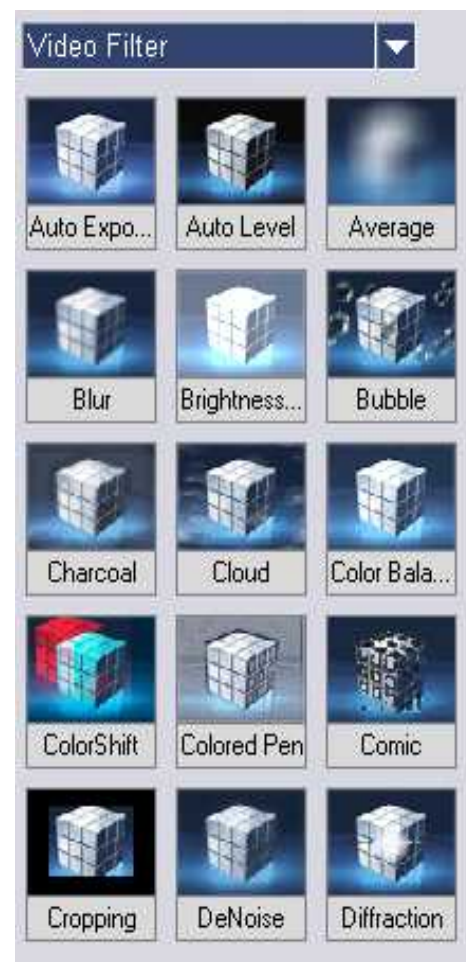 Video Filter
Auto Expo... Auto Level Average
Blur Brightness... Bubble
Charcoal Cloud Color Bala...
ColorShift Colored Pen Comic
Cropping DeNoise Diffraction